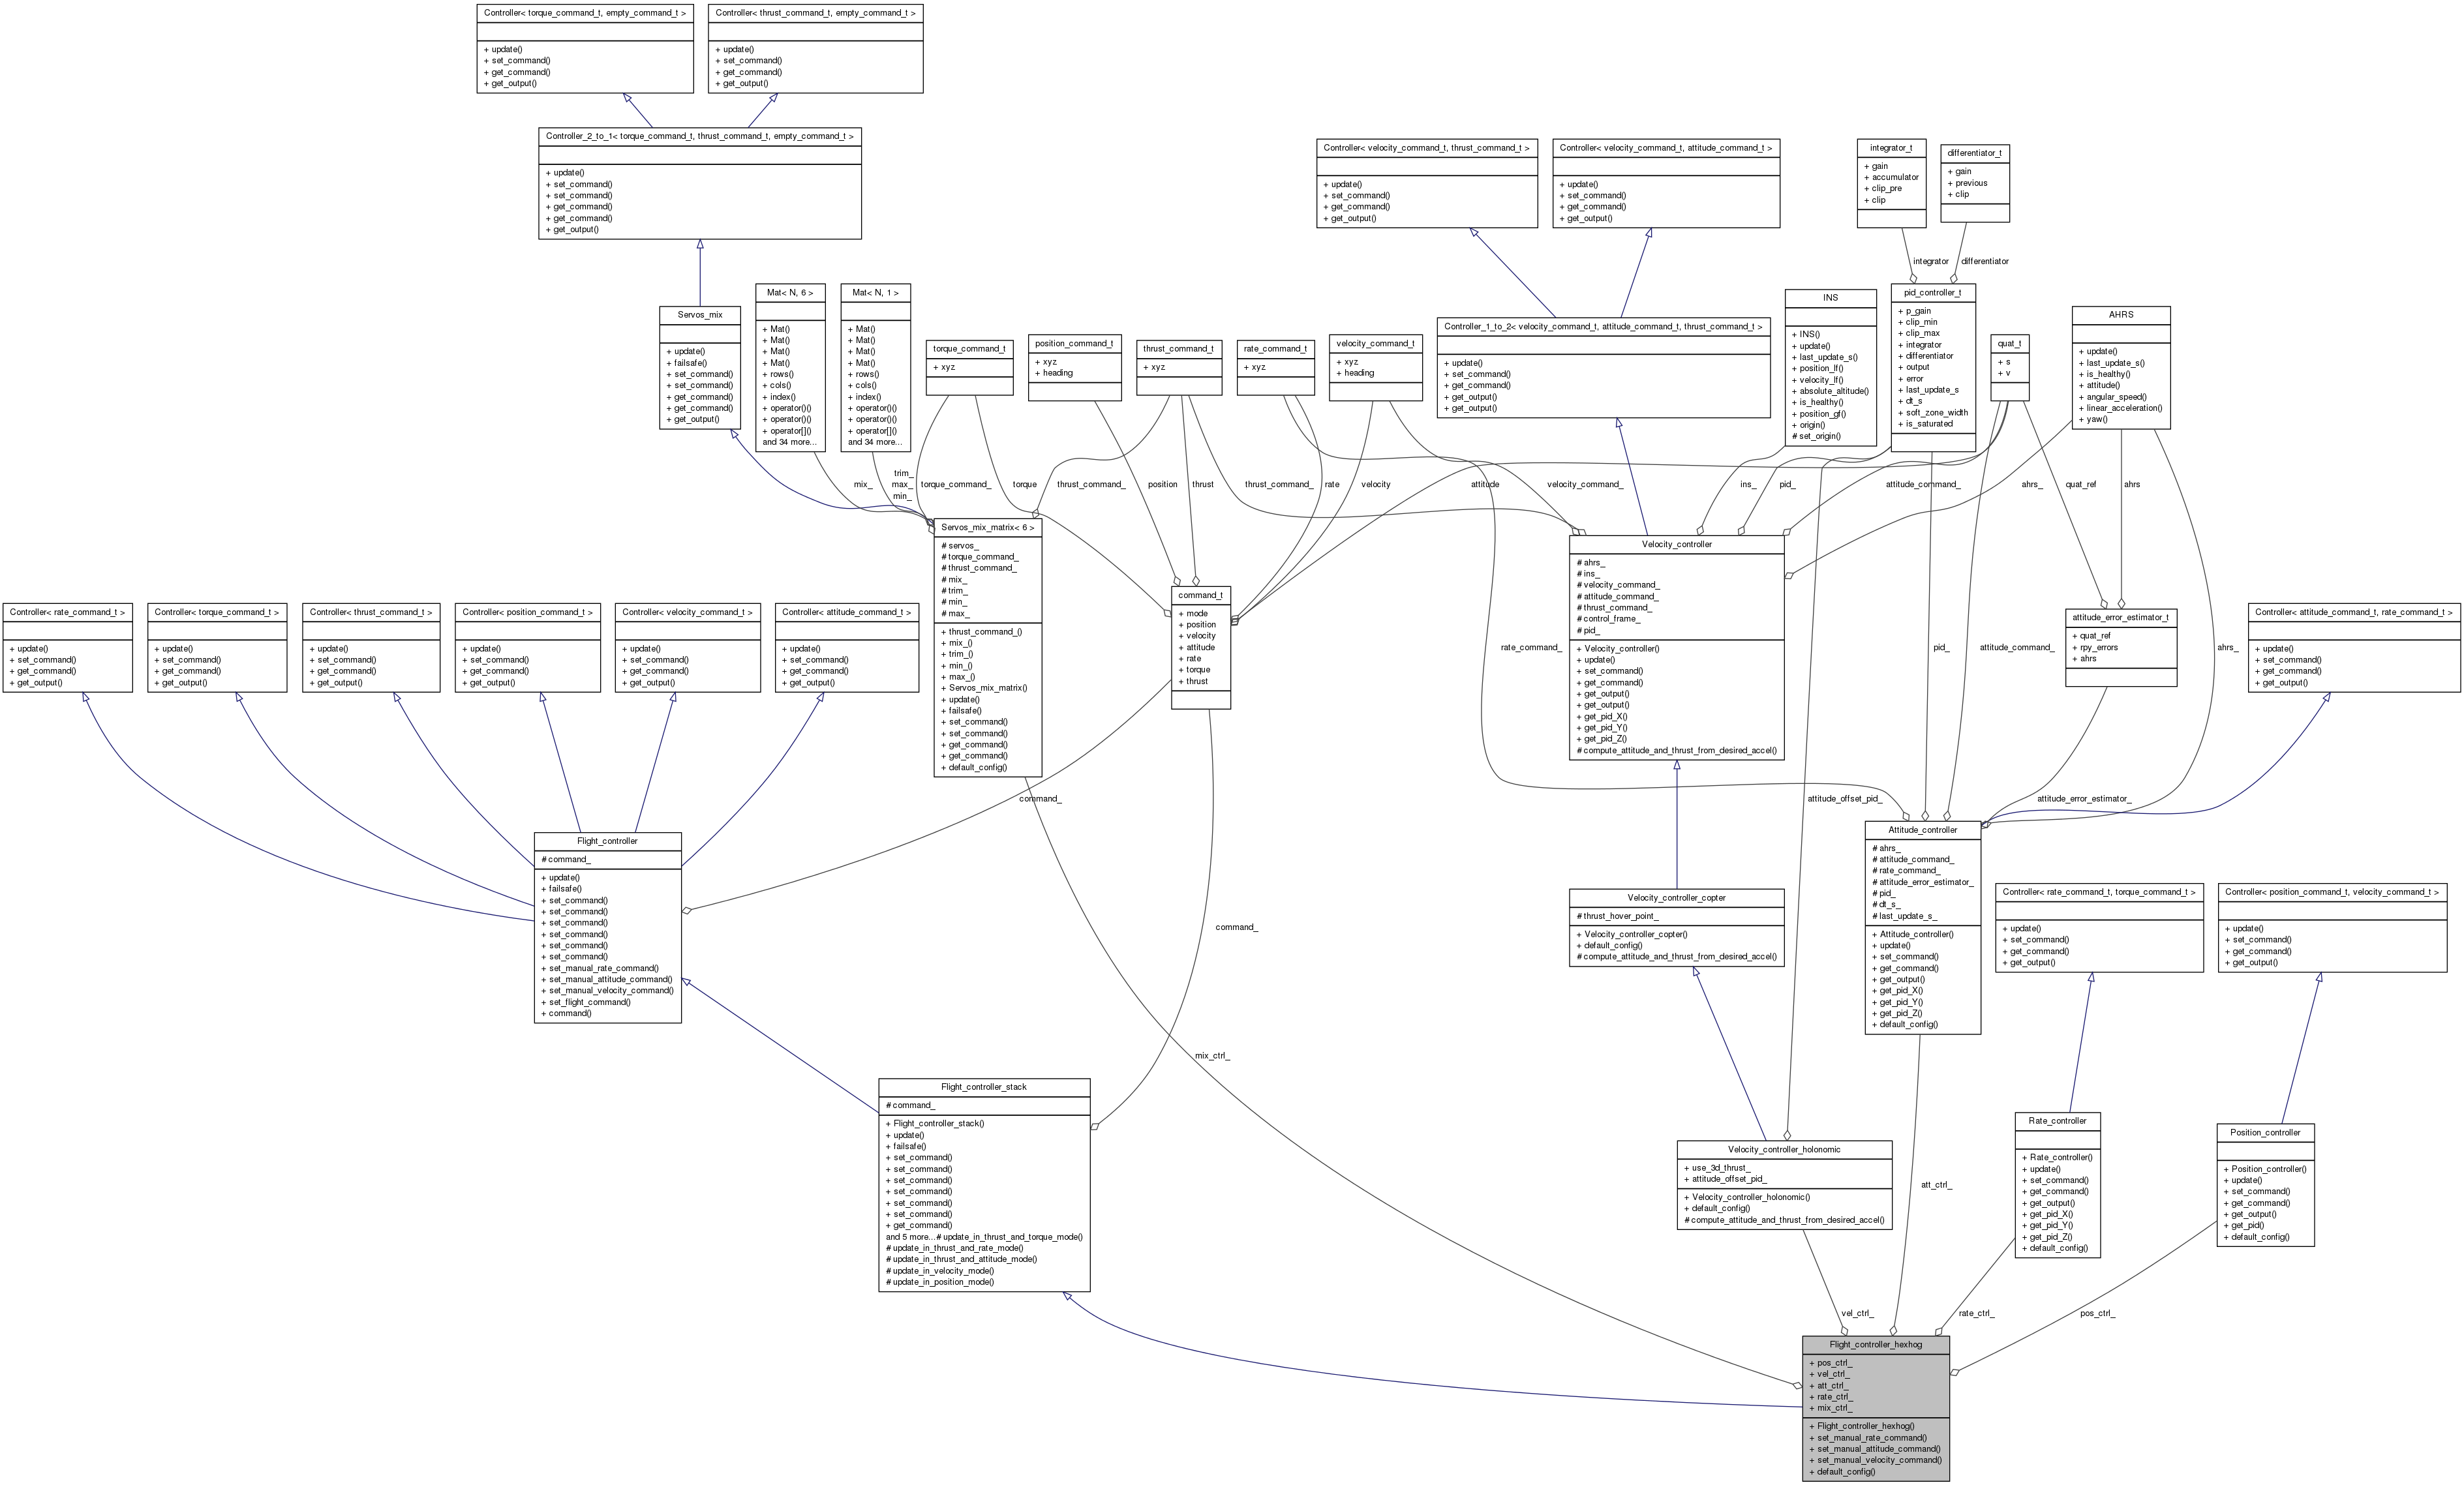 Controller< torque_command_t, empty_command_t >
+ update()
+ set_command()
+ get_command()
+ get_output()
Controller< thrust_command_t, empty_command_t >
+ update()
+ set_command()
+ get_command()
+ get_output()
Controller_2_to_1< torque_command_t, thrust_command_t, empty_command_t >
+ update()
+ set_command()
+ set_command()
+ get_command()
+ get_command()
+ get_output()
Controller< velocity_command_t, thrust_command_t >
+ update()
+ set_command()
+ get_command()
+ get_output()
Controller< velocity_command_t, attitude_command_t >
+ update()
+ set_command()
+ get_command()
+ get_output()
integrator_t
+ gain
+ accumulator
+ clip_pre
+ clip
differentiator_t
+ gain
+ previous
+ clip
integrator
differentiator
Servos_mix
+ update()
+ failsafe()
+ set_command()
+ set_command()
+ get_command()
+ get_command()
+ get_output()
Mat< N, 6 >
+ Mat()
+ Mat()
+ Mat()
+ Mat()
+ rows()
+ cols()
+ index()
+ operator()()
+ operator()()
+ operator[]()
and 34 more...
Mat< N, 1 >
+ Mat()
+ Mat()
+ Mat()
+ Mat()
+ rows()
+ cols()
+ index()
+ operator()()
+ operator()()
+ operator[]()
and 34 more...
torque_command_t
+ xyz
position_command_t
+ xyz
+ heading
thrust_command_t
+ xyz
rate_command_t
+ xyz
velocity_command_t
+ xyz
+ heading
Controller_1_to_2< velocity_command_t, attitude_command_t, thrust_command_t >
+ update()
+ set_command()
+ get_command()
+ get_output()
+ get_output()
INS
+ INS()
+ update()
+ last_update_s()
+ position_lf()
+ velocity_lf()
+ absolute_altitude()
+ is_healthy()
+ position_gf()
+ origin()
# set_origin()
pid_controller_t
+ p_gain
+ clip_min
+ clip_max
+ integrator
+ differentiator
+ output
+ error
+ last_update_s
+ dt_s
+ soft_zone_width
+ is_saturated
quat_t
+ s
+ v
AHRS
+ update()
+ last_update_s()
+ is_healthy()
+ attitude()
+ angular_speed()
+ linear_acceleration()
+ yaw()
mix_
trim_
max_
min_
torque_command_
torque
thrust_command_
position
thrust
thrust_command_
rate
velocity
attitude
velocity_command_
ins_
pid_
attitude_command_
ahrs_
quat_ref
ahrs
Servos_mix_matrix< 6 >
# servos_
# torque_command_
# thrust_command_
# mix_
# trim_
# min_
# max_
+ thrust_command_()
+ mix_()
+ trim_()
+ min_()
+ max_()
+ Servos_mix_matrix()
+ update()
+ failsafe()
+ set_command()
+ set_command()
+ get_command()
+ get_command()
+ default_config()
command_t
+ mode
+ position
+ velocity
+ attitude
+ rate
+ torque
+ thrust
Velocity_controller
# ahrs_
# ins_
# velocity_command_
# attitude_command_
# thrust_command_
# control_frame_
# pid_
+ Velocity_controller()
+ update()
+ set_command()
+ get_command()
+ get_output()
+ get_output()
+ get_pid_X()
+ get_pid_Y()
+ get_pid_Z()
# compute_attitude_and_thrust_from_desired_accel()
attitude_error_estimator_t
+ quat_ref
+ rpy_errors
+ ahrs
Controller< attitude_command_t, rate_command_t >
+ update()
+ set_command()
+ get_command()
+ get_output()
Controller< rate_command_t >
+ update()
+ set_command()
+ get_command()
+ get_output()
Controller< torque_command_t >
+ update()
+ set_command()
+ get_command()
+ get_output()
Controller< thrust_command_t >
+ update()
+ set_command()
+ get_command()
+ get_output()
Controller< position_command_t >
+ update()
+ set_command()
+ get_command()
+ get_output()
Controller< velocity_command_t >
+ update()
+ set_command()
+ get_command()
+ get_output()
Controller< attitude_command_t >
+ update()
+ set_command()
+ get_command()
+ get_output()
rate_command_
pid_
attitude_command_
ahrs_
command_
attitude_offset_pid_
attitude_error_estimator_
Flight_controller
# command_
+ update()
+ failsafe()
+ set_command()
+ set_command()
+ set_command()
+ set_command()
+ set_command()
+ set_command()
+ set_manual_rate_command()
+ set_manual_attitude_command()
+ set_manual_velocity_command()
+ set_flight_command()
+ command()
command_
Velocity_controller_copter
# thrust_hover_point_
+ Velocity_controller_copter()
+ default_config()
# compute_attitude_and_thrust_from_desired_accel()
Attitude_controller
# ahrs_
# attitude_command_
# rate_command_
# attitude_error_estimator_
# pid_
# dt_s_
# last_update_s_
+ Attitude_controller()
+ update()
+ set_command()
+ get_command()
+ get_output()
+ get_pid_X()
+ get_pid_Y()
+ get_pid_Z()
+ default_config()
Controller< rate_command_t, torque_command_t >
+ update()
+ set_command()
+ get_command()
+ get_output()
Controller< position_command_t, velocity_command_t >
+ update()
+ set_command()
+ get_command()
+ get_output()
mix_ctrl_
Flight_controller_stack
# command_
+ Flight_controller_stack()
+ update()
+ failsafe()
+ set_command()
+ set_command()
+ set_command()
+ set_command()
+ set_command()
+ set_command()
+ get_command()
and 5 more...# update_in_thrust_and_torque_mode()
# update_in_thrust_and_rate_mode()
# update_in_thrust_and_attitude_mode()
# update_in_velocity_mode()
# update_in_position_mode()
Velocity_controller_holonomic
+ use_3d_thrust_
+ attitude_offset_pid_
+ Velocity_controller_holonomic()
+ default_config()
# compute_attitude_and_thrust_from_desired_accel()
att_ctrl_
Rate_controller
+ Rate_controller()
+ update()
+ set_command()
+ get_command()
+ get_output()
+ get_pid_X()
+ get_pid_Y()
+ get_pid_Z()
+ default_config()
Position_controller
+ Position_controller()
+ update()
+ set_command()
+ get_command()
+ get_output()
+ get_pid()
+ default_config()
vel_ctrl_
rate_ctrl_
pos_ctrl_
Flight_controller_hexhog
+ pos_ctrl_
+ vel_ctrl_
+ att_ctrl_
+ rate_ctrl_
+ mix_ctrl_
+ Flight_controller_hexhog()
+ set_manual_rate_command()
+ set_manual_attitude_command()
+ set_manual_velocity_command()
+ default_config()